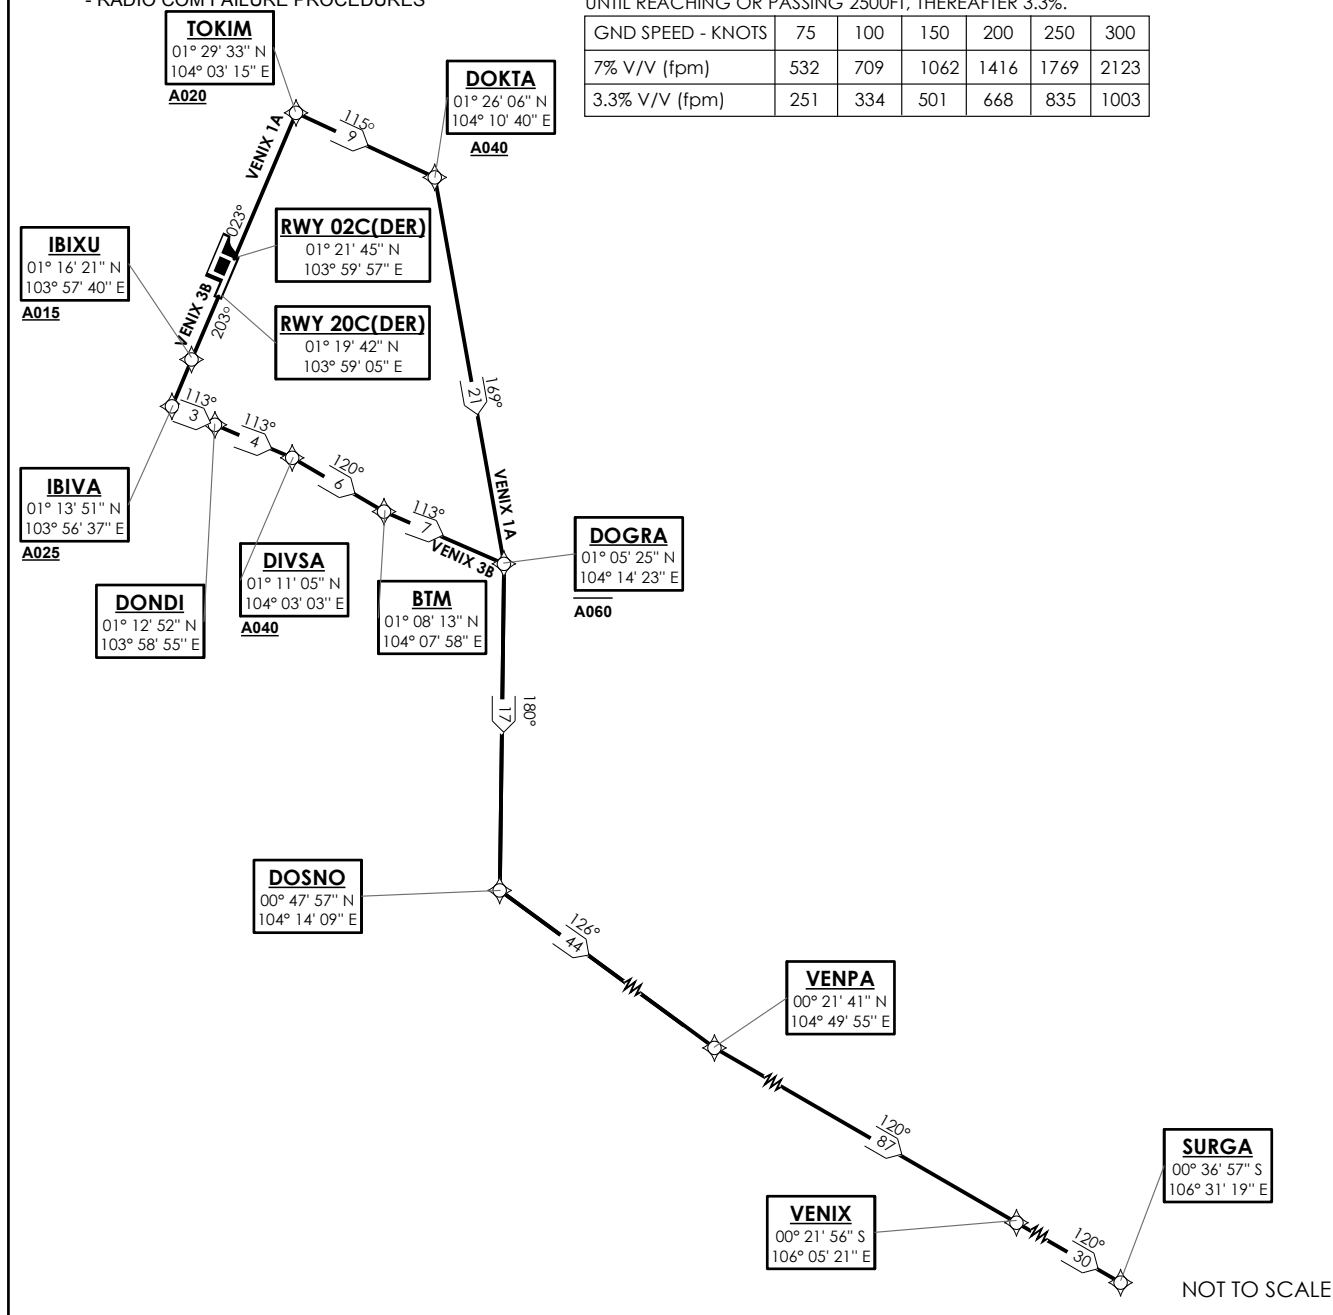 - RADIO COM FAILURE PROCEDURES
UNTIL REACHING OR PASSING 2500FT, THEREAFTER 3.3%.
GND SPEED - KNOTS 75 100 150 200 250 300
7% V/V (fpm) 532 709 1062 1416 1769 2123
3.3% V/V (fpm) 251 334 501 668 835 1003
TOKIM
01° 29' 33" N
104° 03' 15" E
A020
DOKTA
01° 26' 06" N
104° 10' 40" E
A040
115°
9
VENIX 1A
023°
RWY 02C(DER)
01° 21' 45" N
103° 59' 57" E
IBIXU
01° 16' 21" N
103° 57' 40" E
A015
VENIX 3B
203°
RWY 20C(DER)
01° 19' 42" N
103° 59' 05" E
169°
21
113°
3
113°
4
120°
6
113°
7
VENIX 1A
VENIX 3B
IBIVA
01° 13' 51" N
103° 56' 37" E
A025
DOGRA
01° 05' 25" N
104° 14' 23" E
A060
DIVSA
01° 11' 05" N
104° 03' 03" E
A040
DONDI
01° 12' 52" N
103° 58' 55" E
BTM
01° 08' 13" N
104° 07' 58" E
180°
17
DOSNO
00° 47' 57" N
104° 14' 09" E
126°
44
VENPA
00° 21' 41" N
104° 49' 55" E
120°
87
SURGA
00° 36' 57" S
106° 31' 19" E
VENIX
00° 21' 56" S
106° 05' 21" E
120°
30
NOT TO SCALE